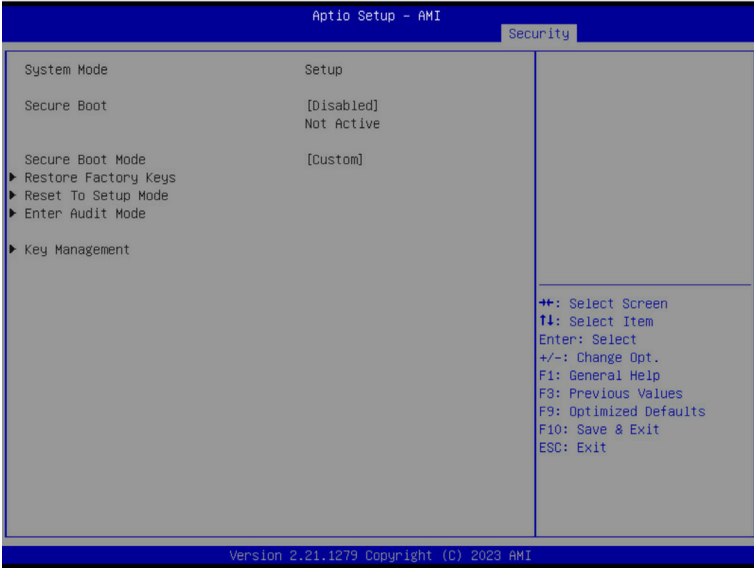 Aptio Setup – AMI
Security
System Mode Setup
Secure Boot [Disabled]
Not Active
Secure Boot Mode [Custom]
▶ Restore Factory Keys
▶ Reset To Setup Mode
▶ Enter Audit Mode
▶ Key Management
→←: Select Screen
↑↓: Select Item
Enter: Select
+/-: Change Opt.
F1: General Help
F3: Previous Values
F9: Optimized Defaults
F10: Save & Exit
ESC: Exit
Version 2.21.1279 Copyright (C) 2023 AMI